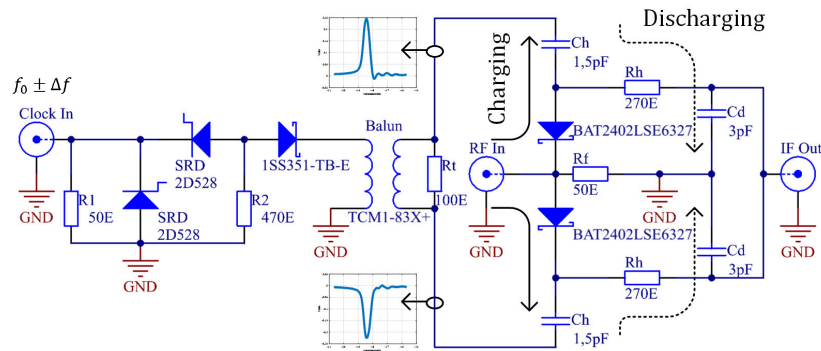 Discharging
Charging
Ch
1,5pF
Rh
270E
Cd
3pF
f₀ ± Δf
Clock In
GND
R1
50E
SRD
2D528
SRD
2D528
GND
R2
470E
1SS351-TB-E
Balun
TCM1-83X+
GND
Rt
100E
RF In
GND
BAT2402LSE6327
Rf
50E
GND
BAT2402LSE6327
IF Out
GND
Cd
3pF
Rh
270E
Ch
1,5pF